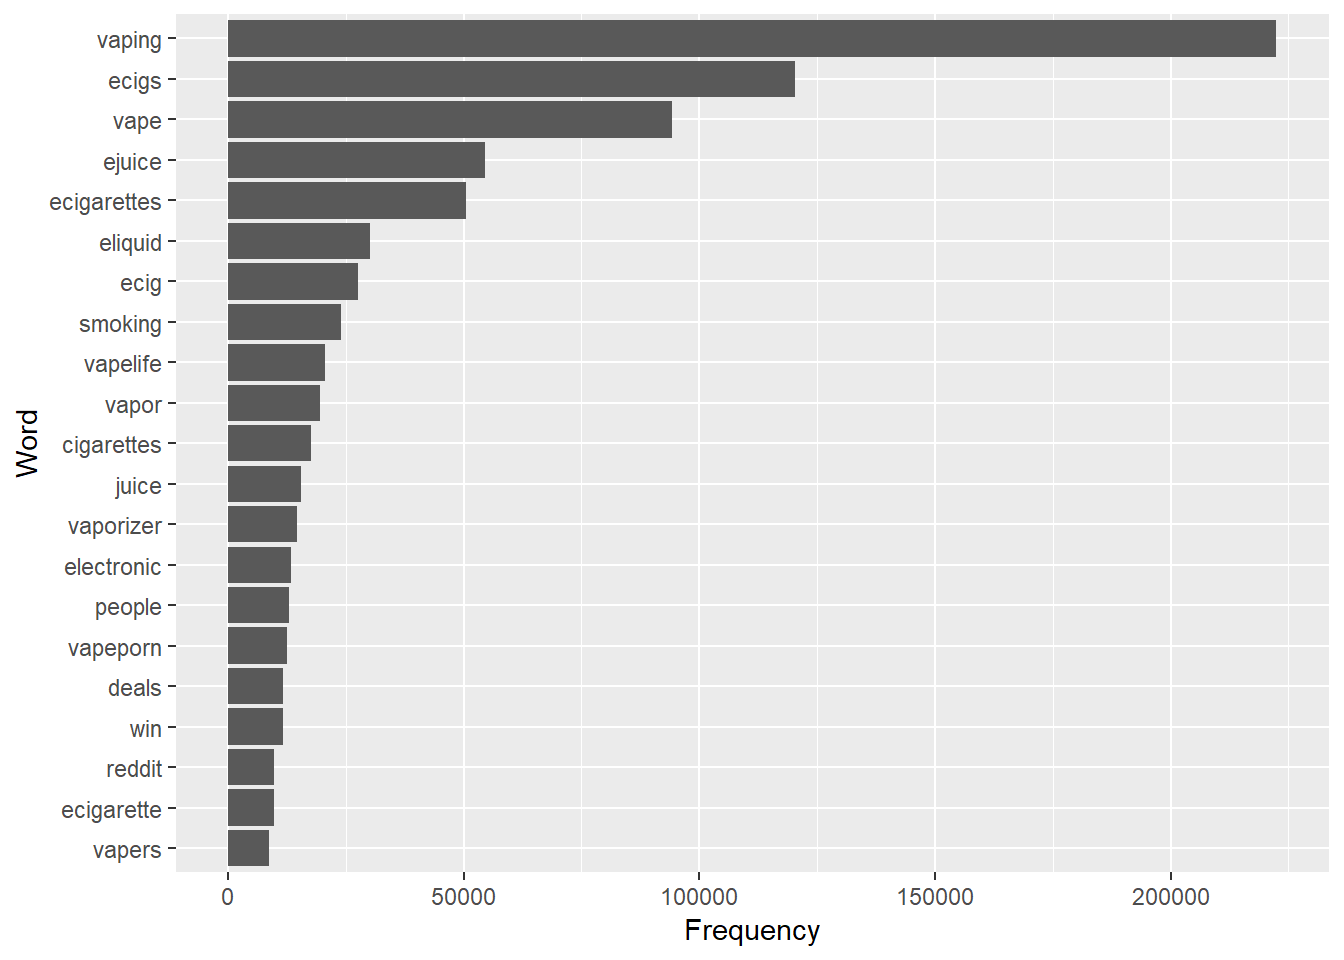 vaping
ecigs
vape
ejuice
ecigarettes
eliquid
ecig
smoking
vapelife
vapor
cigarettes
juice
vaporizer
electronic
people
vapeporn
deals
win
reddit
ecigarette
vapers
Word
0 50000 100000 150000 200000
Frequency